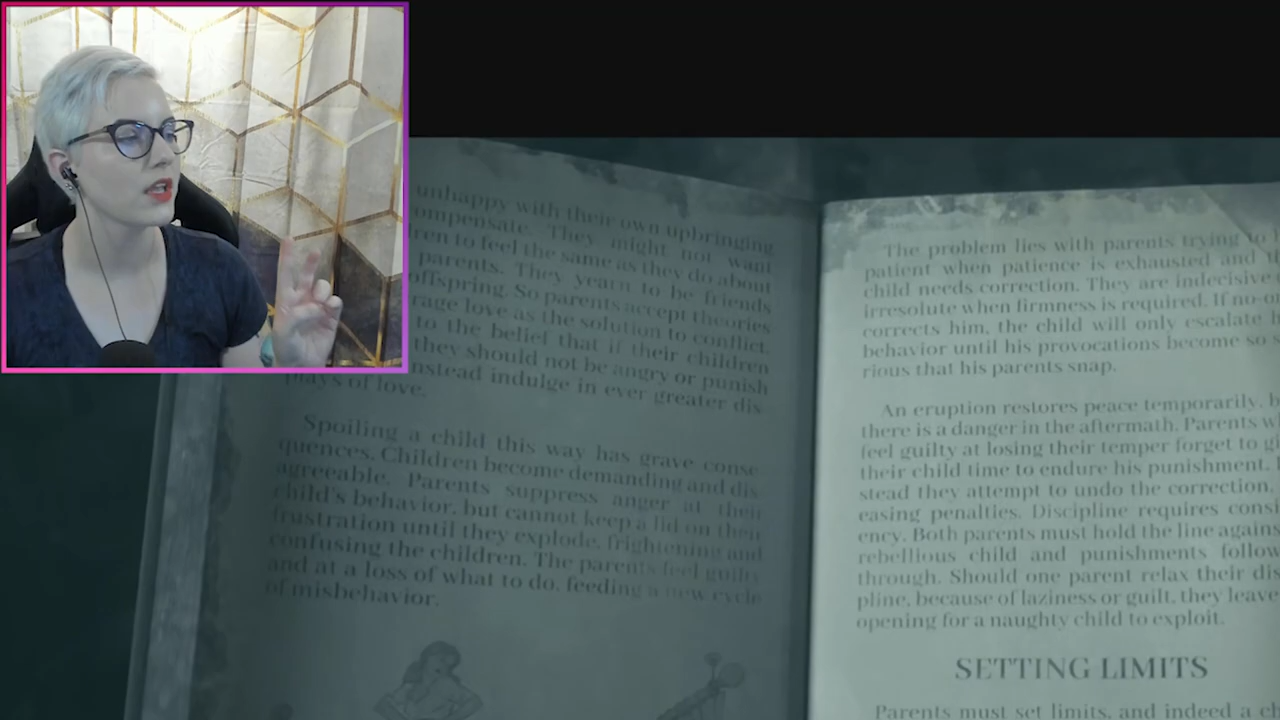 unhappy with their own upbringing
ompensate. They might not want
ren to feel the same as they do about
parents. They yearn to be friends
offspring. So parents accept theories
rage love as the solution to conflict.
to the belief that if their children
they should not be angry or punish
nstead indulge in ever greater dis
plays of love.
Spoiling a child this way has grave conse
quences. Children become demanding and dis
agreeable. Parents suppress anger at their
child's behavior, but cannot keep a lid on then
frustration until they explode, frightening and
confusing the children. The parents feel guilty
and at a loss of what to do, feeding a new cycle
of misbehavior.
The problem lies with parents trying to
patient when patience is exhausted and th
child needs correction. They are indecisive
irresolute when firmness is required. If no-o
corrects him, the child will only escalate h
behavior until his provocations become so s
rious that his parents snap.
An eruption restores peace temporarily, b
there is a danger in the aftermath. Parents w
feel guilty at losing their temper forget to gi
their child time to endure his punishment.
stead they attempt to undo the correction,
easing penalties. Discipline requires consi
ency. Both parents must hold the line agains
rebellious child and punishments follow
through. Should one parent relax their dis
pline, because of laziness or guilt, they leave
opening for a naughty child to exploit.
SETTING LIMITS
Parents must set limits, and indeed a ch